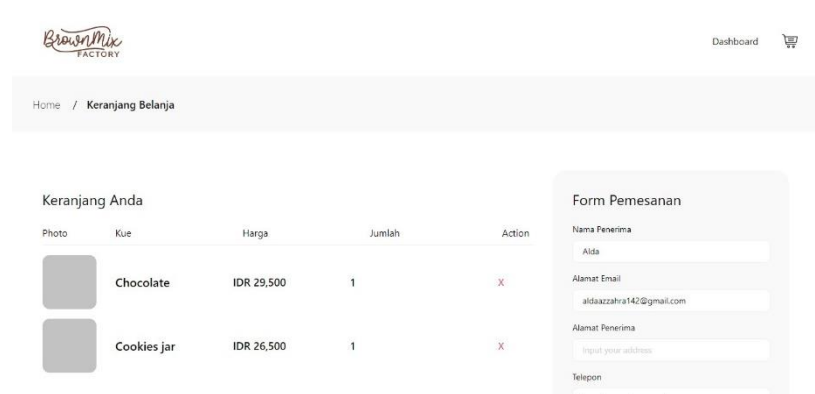 BrownMix
FACTORY
Dashboard
Home / Keranjang Belanja
Keranjang Anda
Photo Kue Harga Jumlah Action
Chocolate IDR 29,500 1 X
Cookies jar IDR 26,500 1 X
Form Pemesanan
Nama Penerima
Alda
Alamat Email
aldaazzahra142@gmail.com
Alamat Penerima
Input your address
Telepon